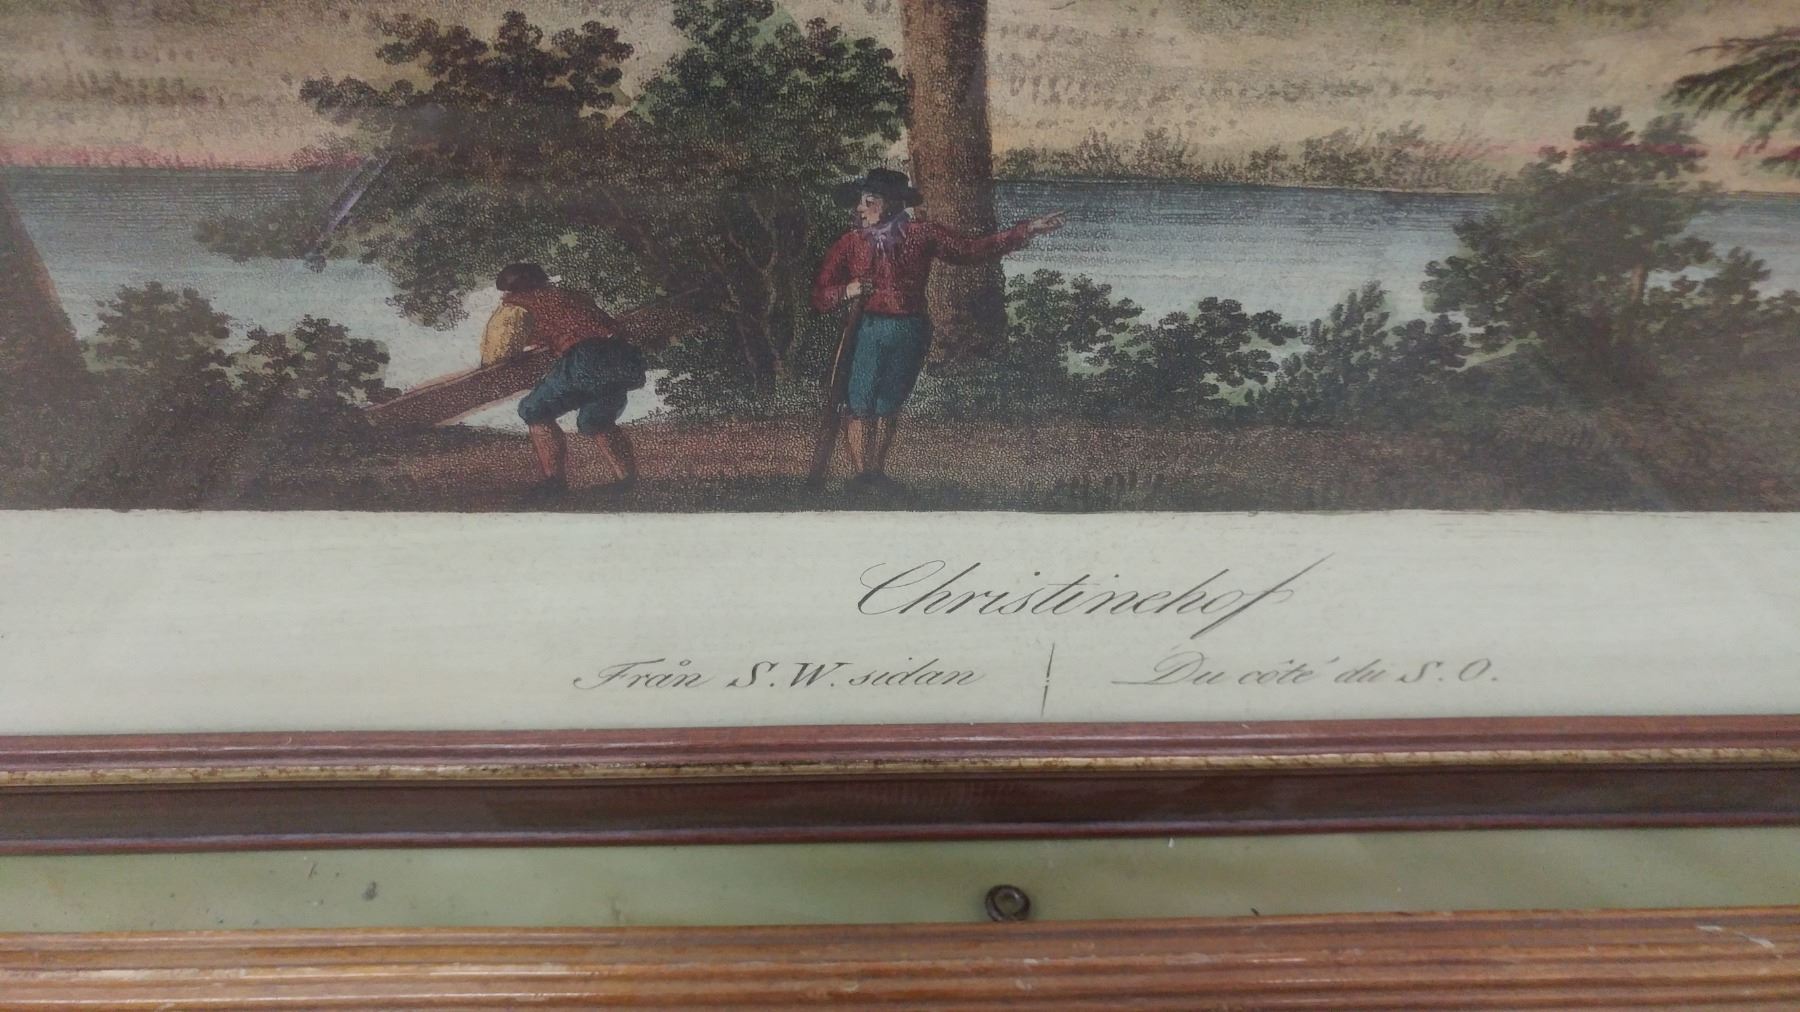 Christinehof
Från S. W. sidan | Du côté du S. O.